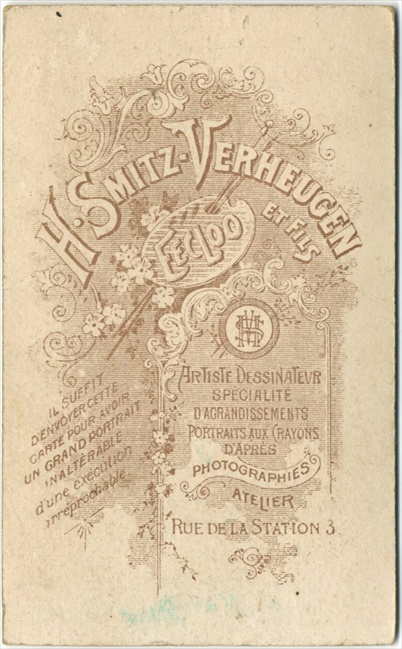 H. SMITZ-VERHEUGEN
ET FILS
EECLOO
HS
ARTISTE DESSINATEUR
SPÉCIALITÉ
D'AGRANDISSEMENTS
PORTRAITS AUX CRAYONS
D'APRÈS
PHOTOGRAPHIES
ATELIER
RUE DE LA STATION 3
IL SUFFIT
D'ENVOYER CETTE
CARTE POUR AVOIR
UN GRAND PORTRAIT
INALTÉRABLE
d'une exécution
irréprochable.